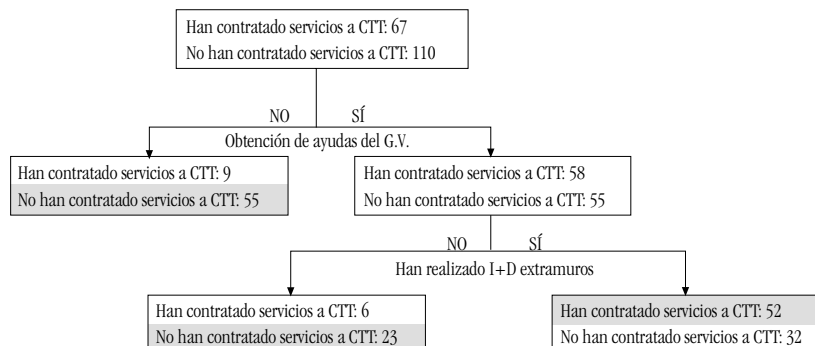 Han contratado servicios a CTT: 67
No han contratado servicios a CTT: 110
NO SÍ
Obtención de ayudas del G.V.
Han contratado servicios a CTT: 9
No han contratado servicios a CTT: 55
Han contratado servicios a CTT: 58
No han contratado servicios a CTT: 55
NO SÍ
Han realizado I+D extramuros
Han contratado servicios a CTT: 6
No han contratado servicios a CTT: 23
Han contratado servicios a CTT: 52
No han contratado servicios a CTT: 32